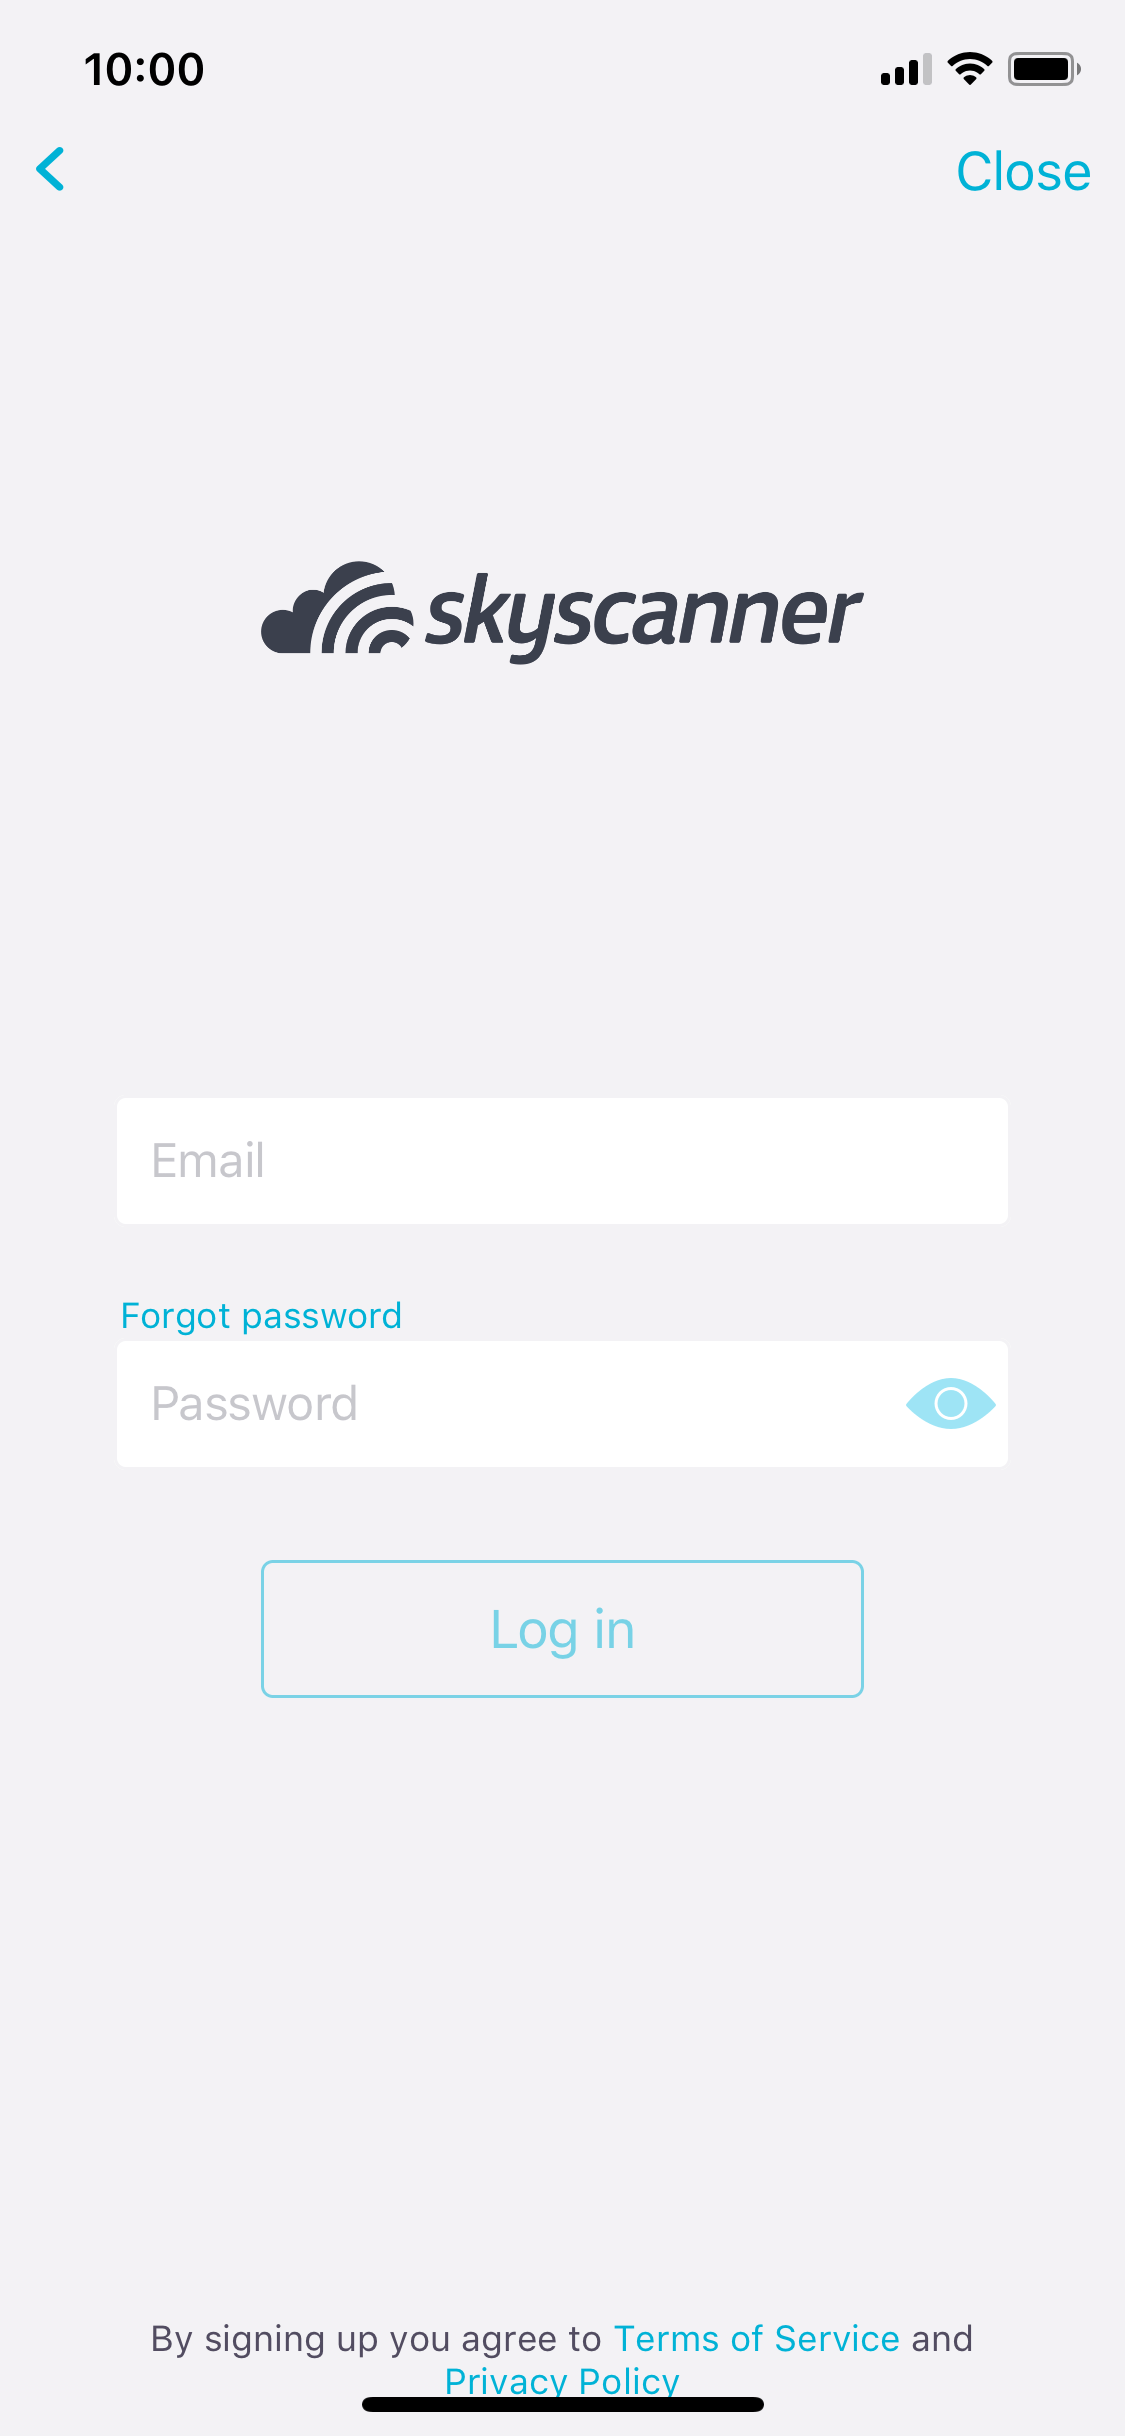 10:00
Close
skyscanner
Email
Forgot password
Password
Log in
By signing up you agree to Terms of Service and
Privacy Policy